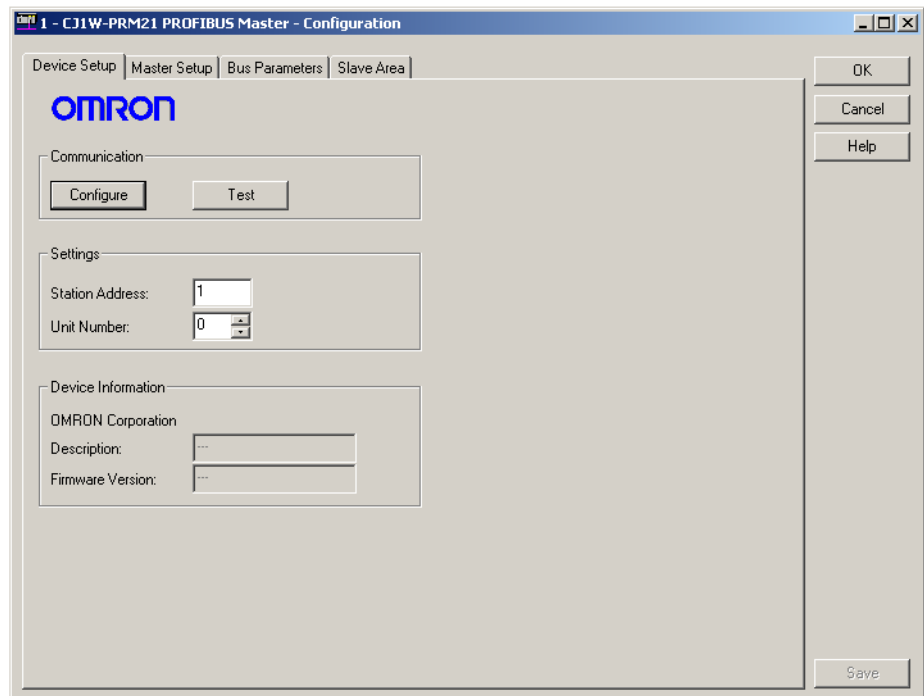 1 - CJ1W-PRM21 PROFIBUS Master - Configuration
Device Setup Master Setup Bus Parameters Slave Area
OK
OMRON
Cancel
Help
Communication
Configure Test
Settings
Station Address: 1
Unit Number: 0
Device Information
OMRON Corporation
Description: ---
Firmware Version: ---
Save